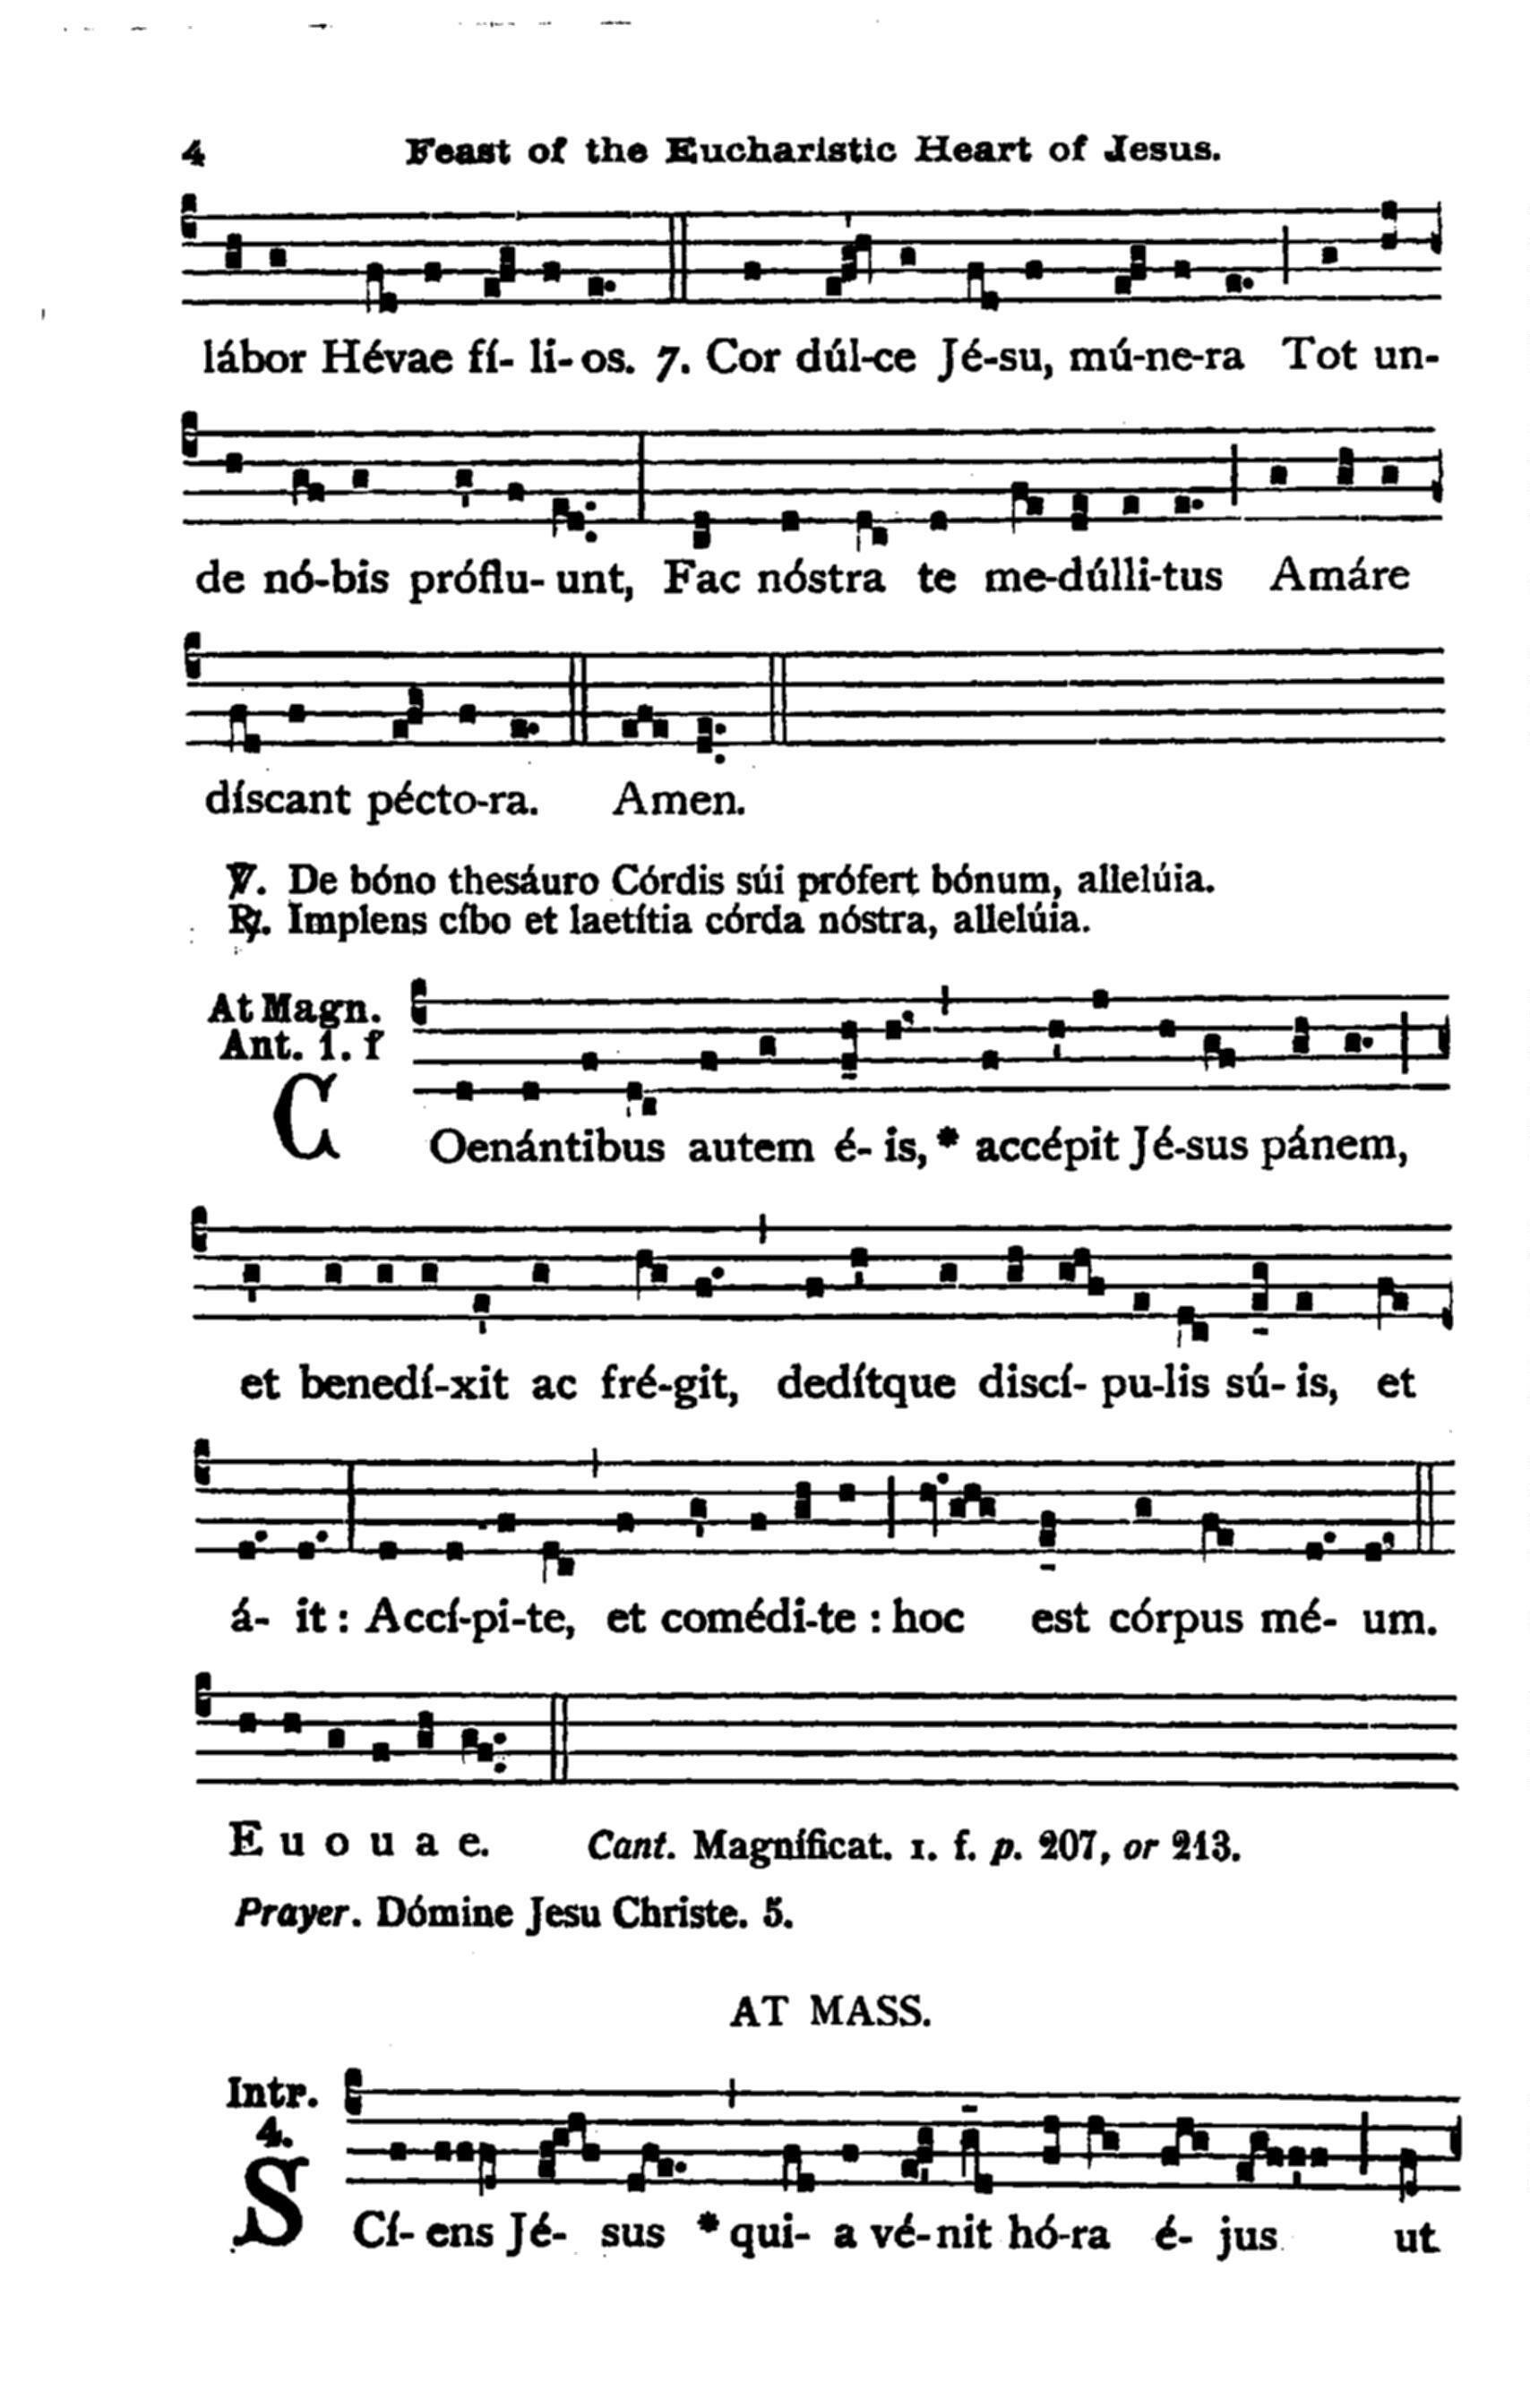 4 Feast of the Eucharistic Heart of Jesus.
lábor Hévae fí- li- os. 7. Cor dúl-ce Jé-su, mú-ne-ra Tot un-
de nó-bis próflu- unt, Fac nóstra te me-dúlli-tus Amáre
díscant pécto-ra. Amen.
℣. De bóno thesáuro Córdis súi prófert bónum, allelúia.
℟. Implens cíbo et laetítia córda nóstra, allelúia.
At Magn.
Ant. 1. f
COenántibus autem é- is, * accépit Jé-sus pánem,
et benedí-xit ac fré-git, dedítque discí- pu-lis sú- is, et
á- it : Accí-pi-te, et comédi-te : hoc est córpus mé- um.
E u o u a e. Cant. Magníficat. 1. f. p. 207, or 213.
Prayer. Dómine Jesu Christe. 5.
AT MASS.
Intr.
4.
SCí- ens Jé- sus * qui- a vé-nit hó-ra é- jus ut